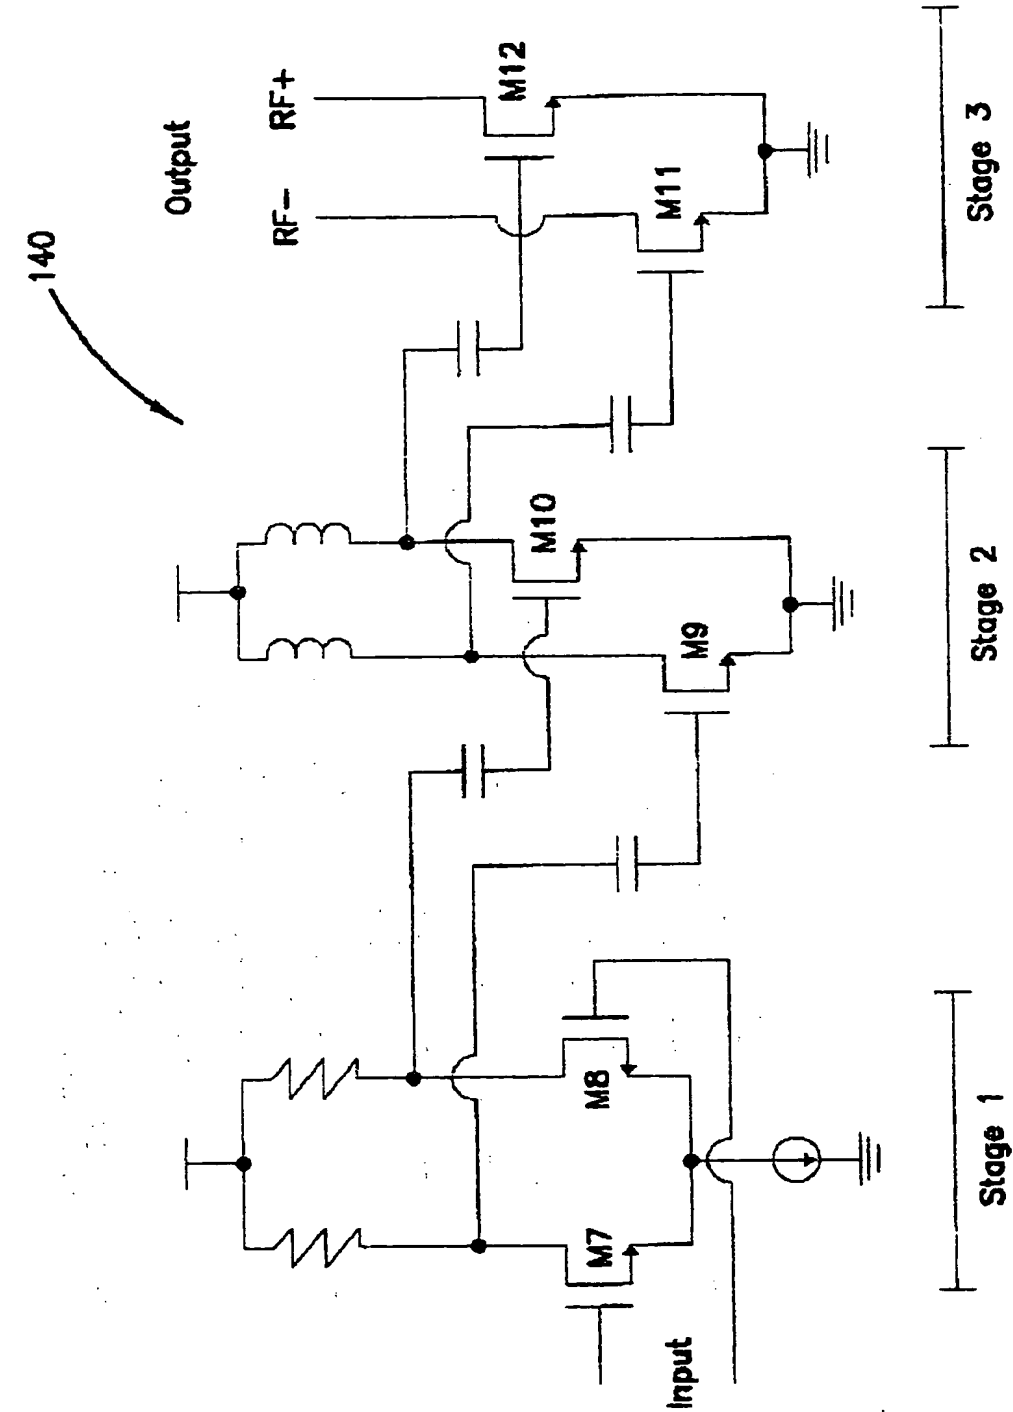 140
Output
RF-
RF+
M12
M11
M10
M9
M8
M7
Input
Stage 1
Stage 2
Stage 3